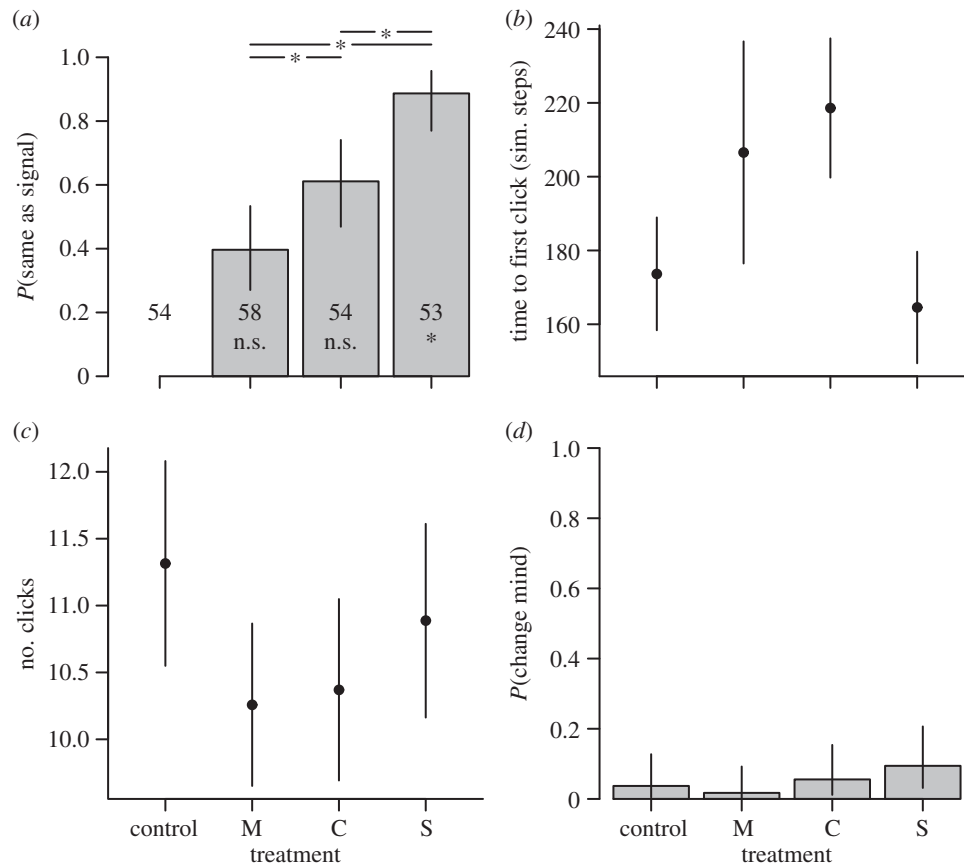 (a)
* * *
1.0
0.8
0.6
0.4
0.2
0
P(same as signal)
54 58 54 53
n.s. n.s. *
(b)
240
220
200
180
160
time to first click (sim. steps)
(c)
12.0
11.5
11.0
10.5
10.0
no. clicks
control M C S
treatment
(d)
1.0
0.8
0.6
0.4
0.2
0
P(change mind)
control M C S
treatment